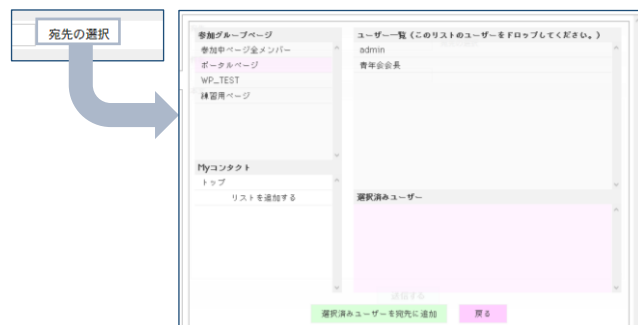 宛先の選択
参加グループページ
参加中ページ全メンバー
ポータルページ
WP_TEST
練習用ページ
Myコンタクト
トップ
リストを追加する
ユーザー一覧（このリストのユーザーをドロップしてください。）
admin
青年会会長
選択済みユーザー
追加する
選択済みユーザーを宛先に追加
戻る